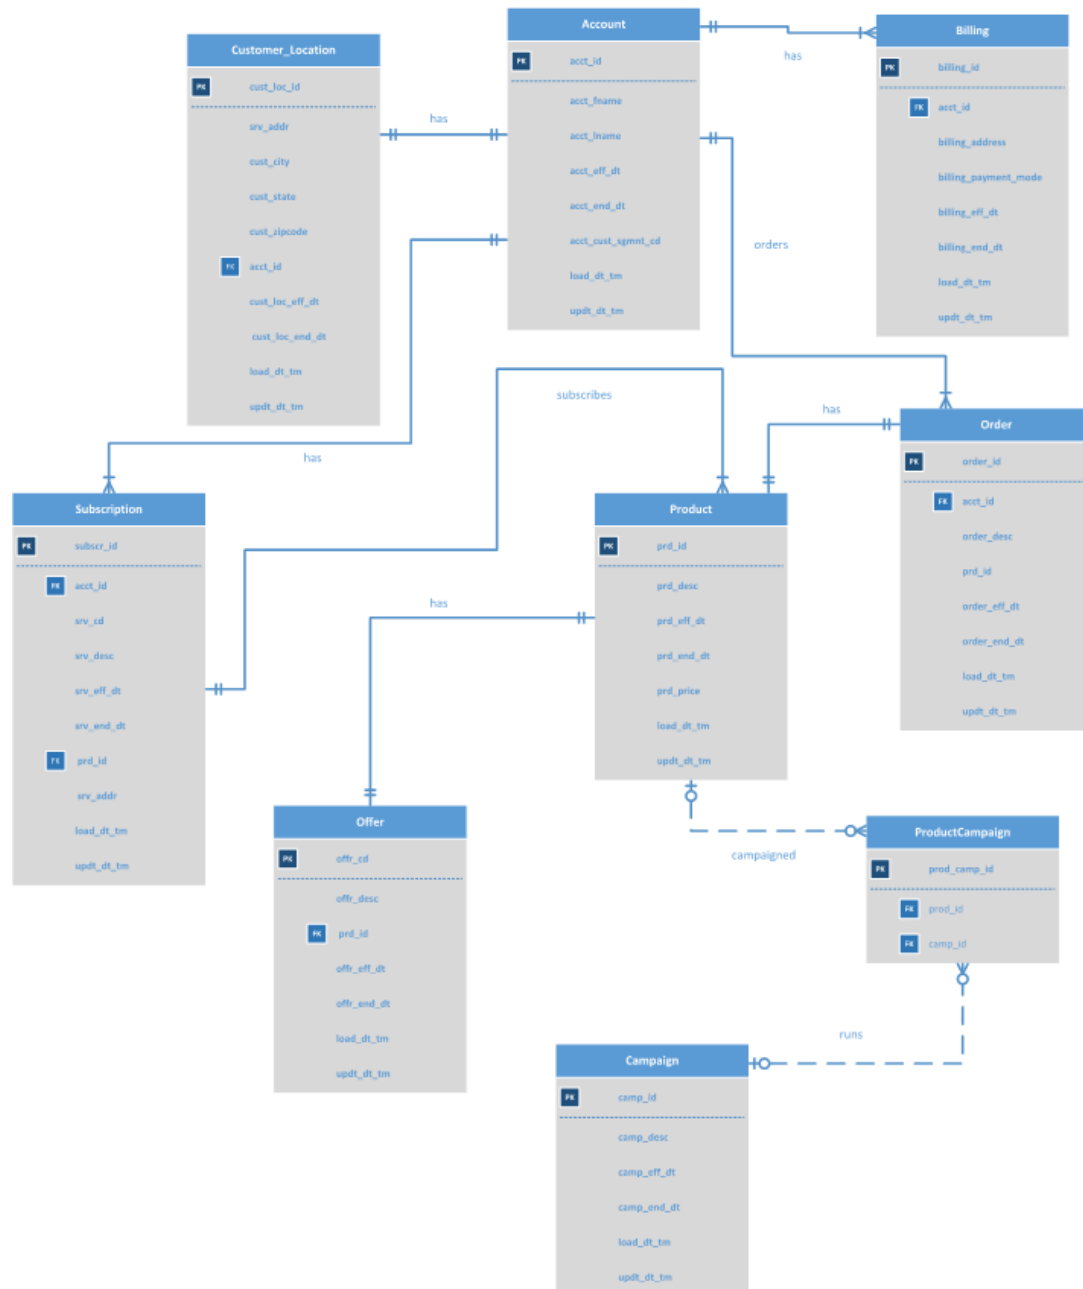 Customer_Location
PK cust_loc_id
srv_addr
cust_city
cust_state
cust_zipcode
FK acct_id
cust_loc_eff_dt
cust_loc_end_dt
load_dt_tm
updt_dt_tm
has
Account
PK acct_id
acct_fname
acct_lname
acct_eff_dt
acct_end_dt
acct_cust_sgmnt_cd
load_dt_tm
updt_dt_tm
has
Billing
PK billing_id
FK acct_id
billing_address
billing_payment_mode
billing_eff_dt
billing_end_dt
load_dt_tm
updt_dt_tm
orders
subscribes
has
has
Order
PK order_id
FK acct_id
order_desc
prd_id
order_eff_dt
order_end_dt
load_dt_tm
updt_dt_tm
Subscription
PK subscr_id
FK acct_id
srv_cd
srv_desc
srv_eff_dt
srv_end_dt
FK prd_id
srv_addr
load_dt_tm
updt_dt_tm
Product
PK prd_id
prd_desc
prd_eff_dt
prd_end_dt
prd_price
load_dt_tm
updt_dt_tm
has
Offer
PK offr_cd
offr_desc
FK prd_id
offr_eff_dt
offr_end_dt
load_dt_tm
updt_dt_tm
campaigned
ProductCampaign
PK prod_camp_id
FK prod_id
FK camp_id
runs
Campaign
PK camp_id
camp_desc
camp_eff_dt
camp_end_dt
load_dt_tm
updt_dt_tm